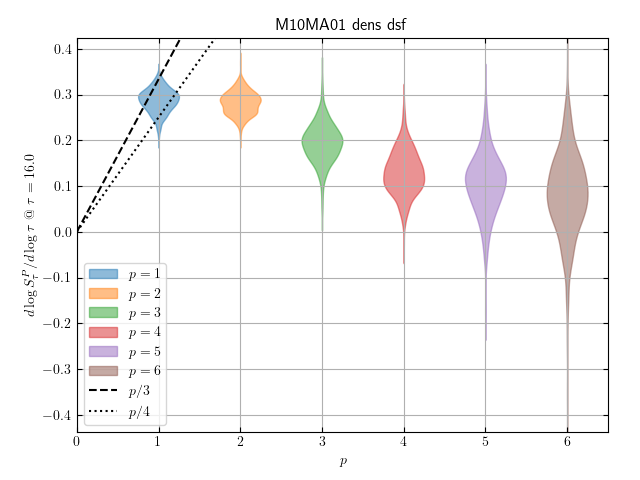 M10MA01 dens dsf
d log S_τ^p / d log τ @ τ = 16.0
0.4
0.3
0.2
0.1
0.0
−0.1
−0.2
−0.3
−0.4
p = 1
p = 2
p = 3
p = 4
p = 5
p = 6
p/3
p/4
0 1 2 3 4 5 6
p